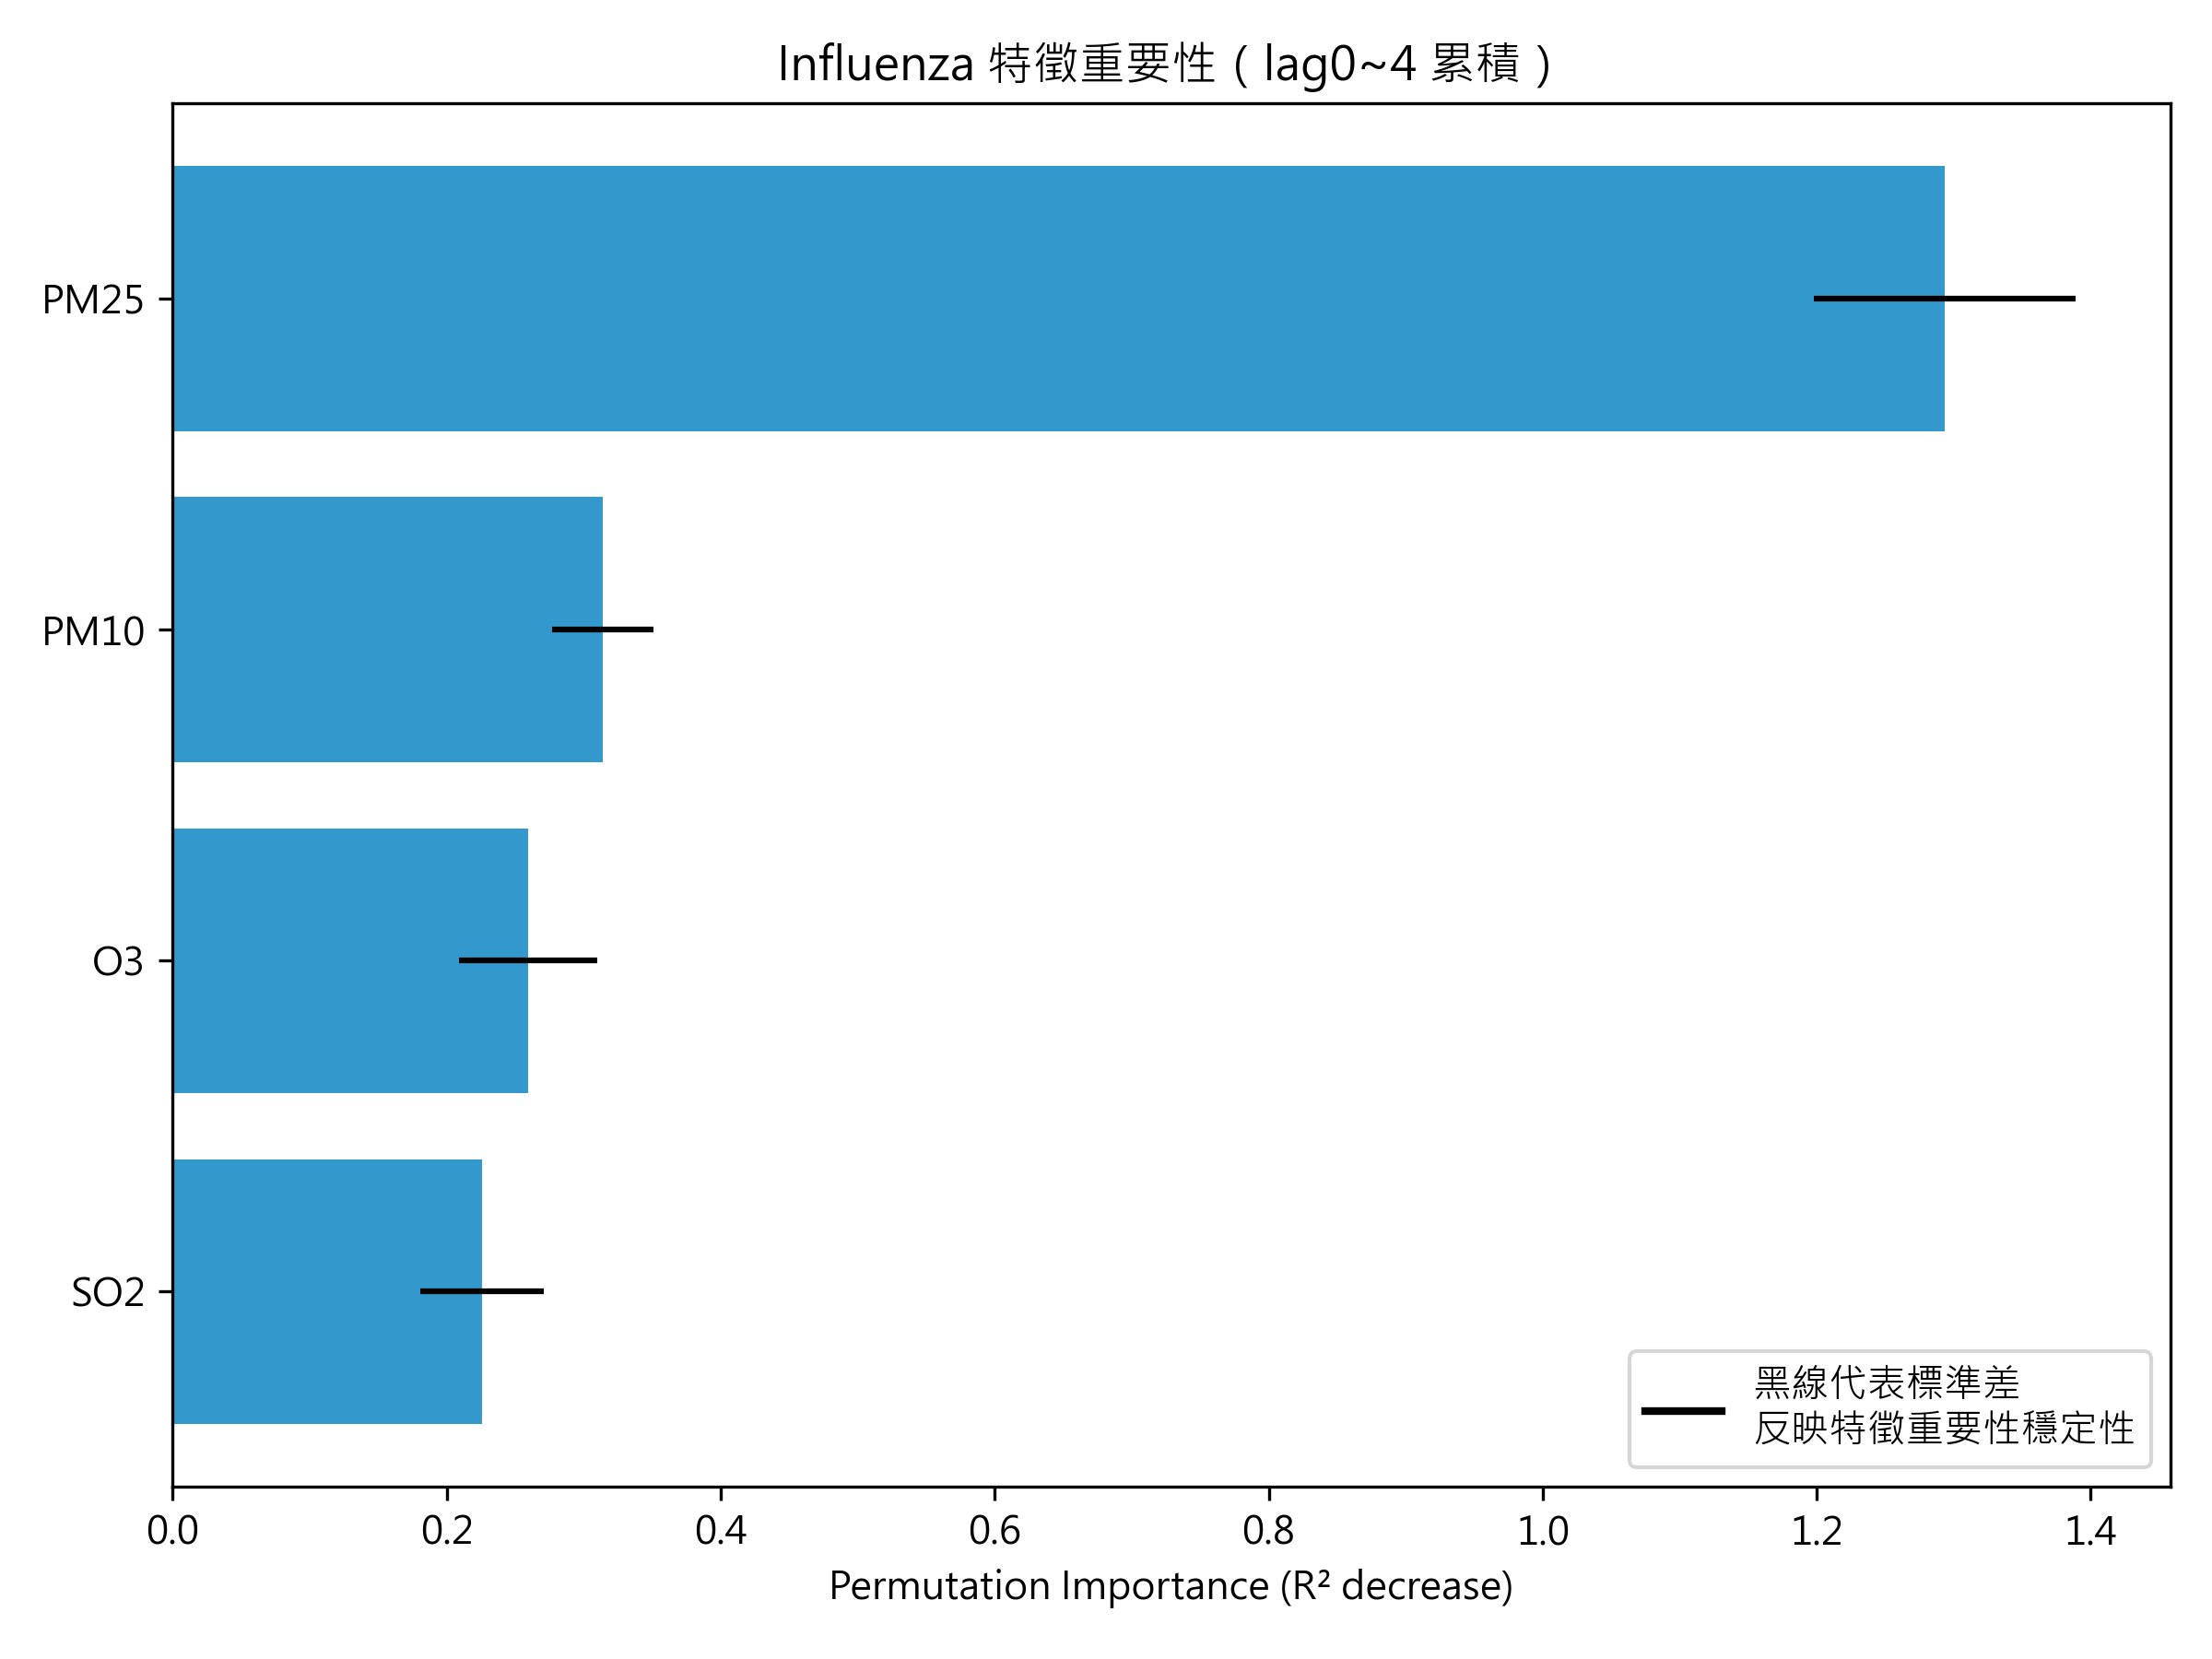 Influenza 特徵重要性 ( lag0~4 累積 )
PM25
PM10
O3
SO2
黑線代表標準差
反映特徵重要性穩定性
0.0 0.2 0.4 0.6 0.8 1.0 1.2 1.4
Permutation Importance (R² decrease)